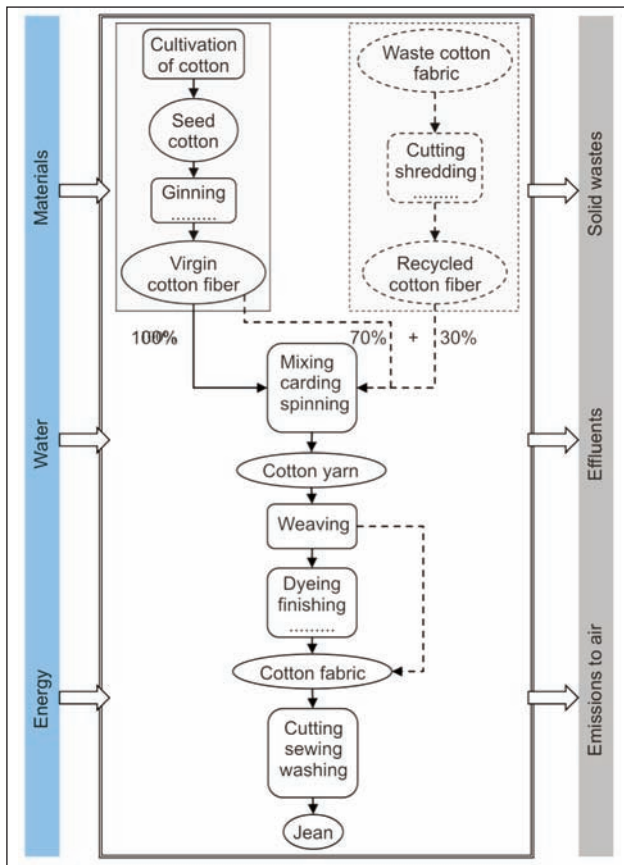 Materials
Water
Energy
Cultivation
of cotton
Seed
cotton
Ginning
.........
Virgin
cotton fiber
Waste cotton
fabric
Cutting
shredding
.........
Recycled
cotton fiber
100%
70% + 30%
Mixing
carding
spinning
Cotton yarn
Weaving
Dyeing
finishing
.........
Cotton fabric
Cutting
sewing
washing
Jean
Solid wastes
Effluents
Emissions to air